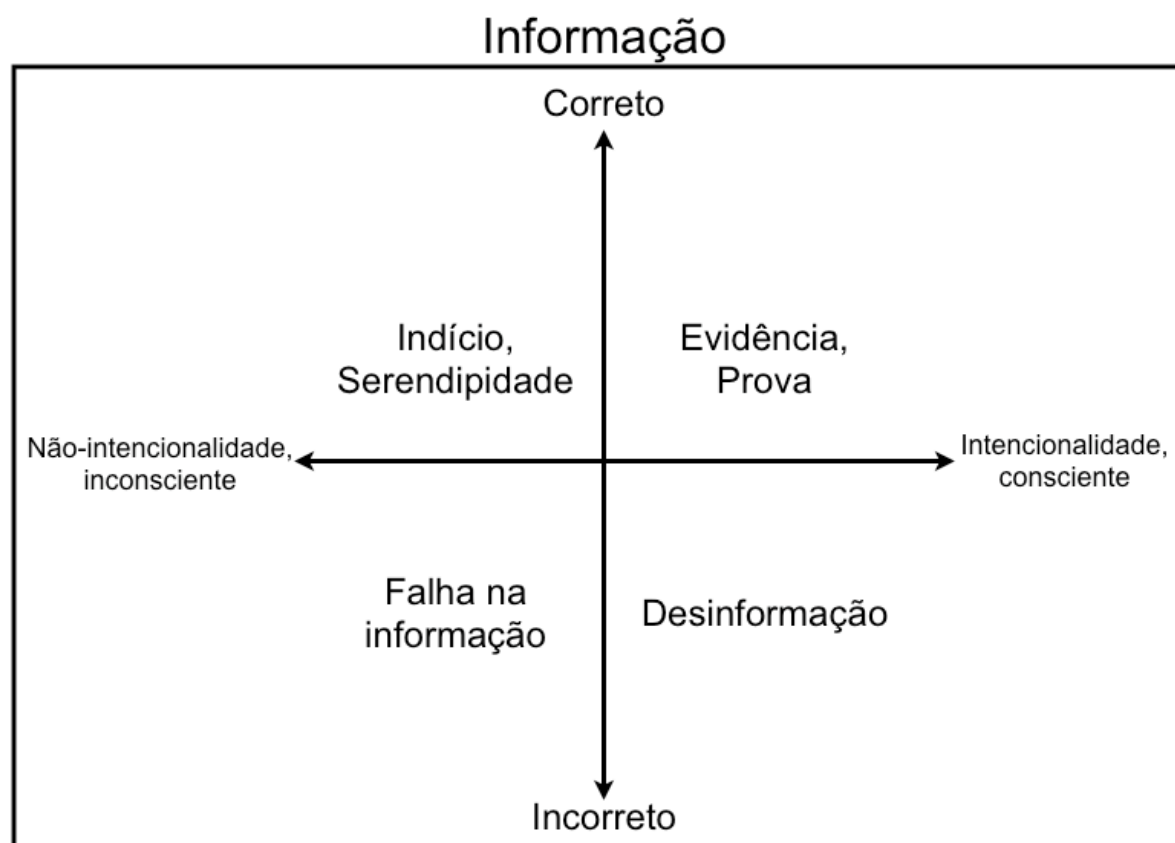 Informação
Correto
Indício,
Serendipidade
Evidência,
Prova
Não-intencionalidade,
inconsciente
Intencionalidade,
consciente
Falha na
informação
Desinformação
Incorreto